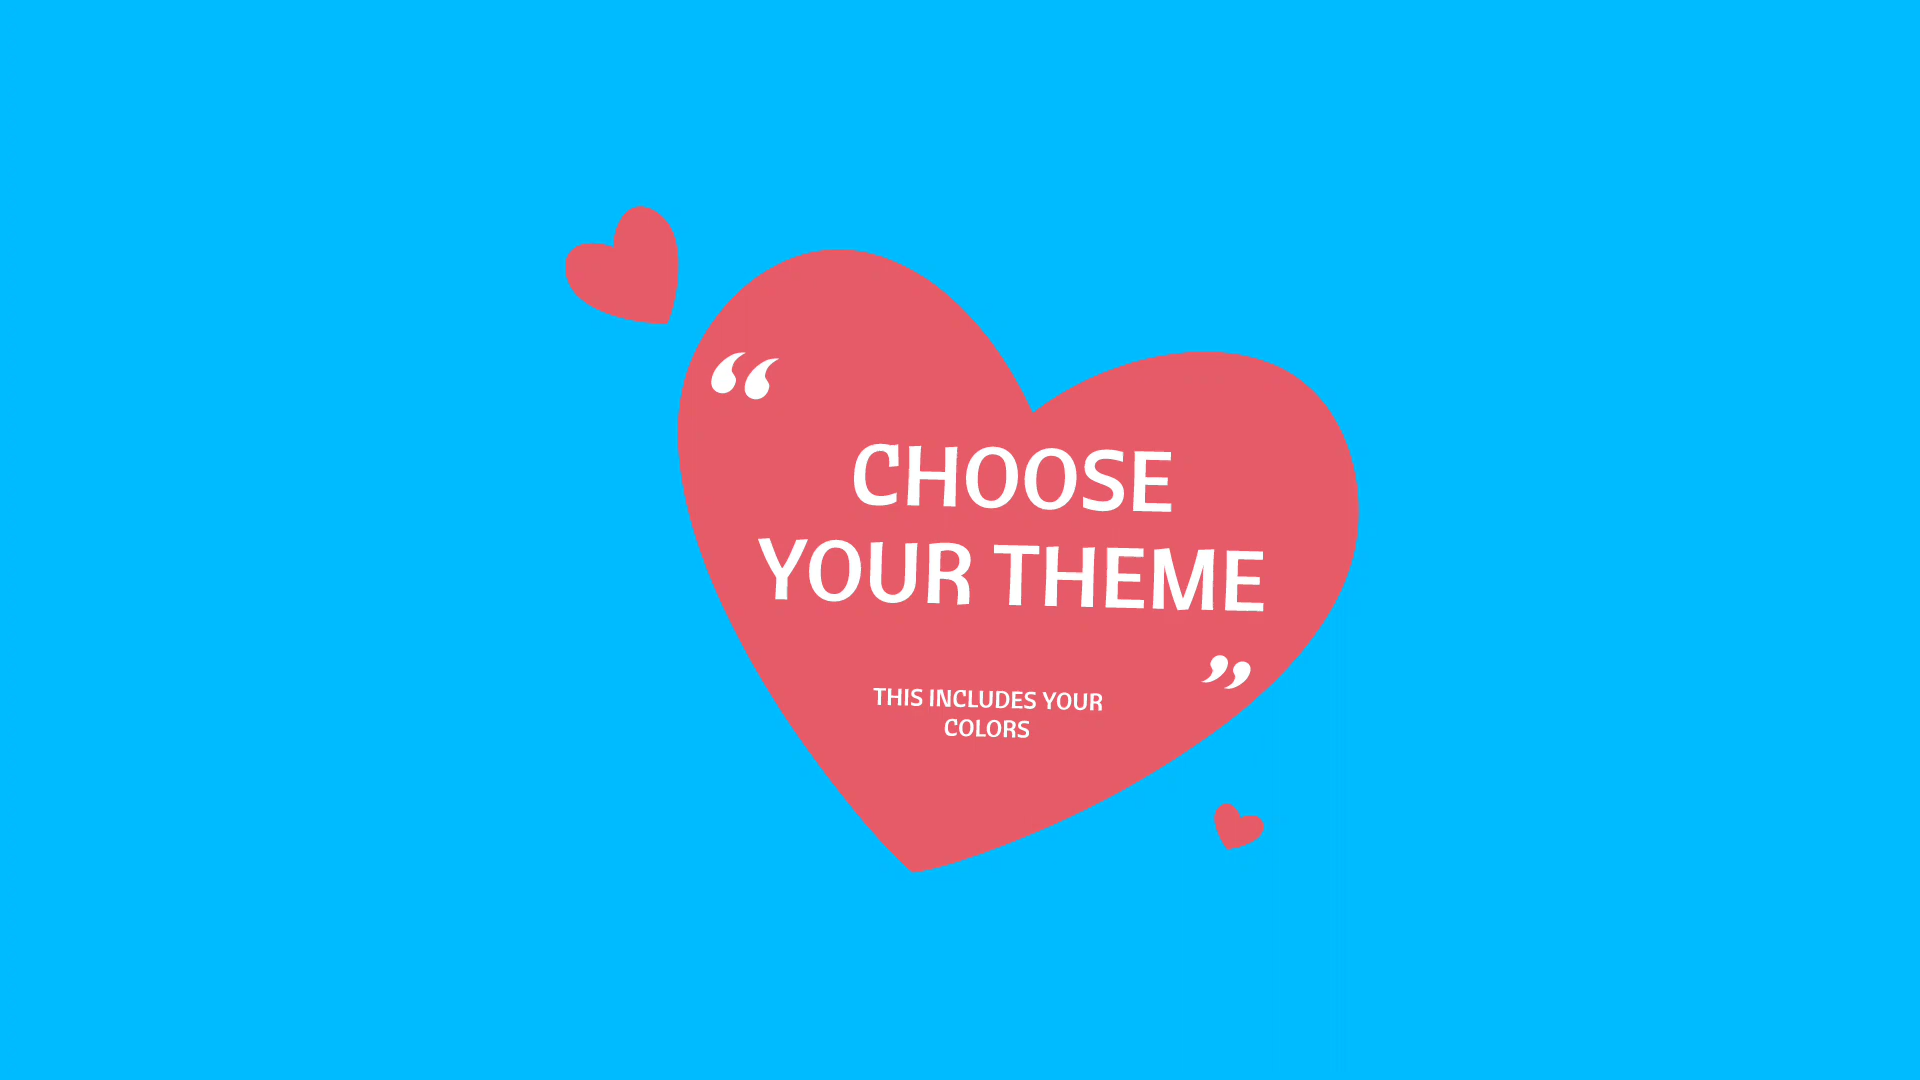 “
CHOOSE
YOUR THEME
”
THIS INCLUDES YOUR
COLORS